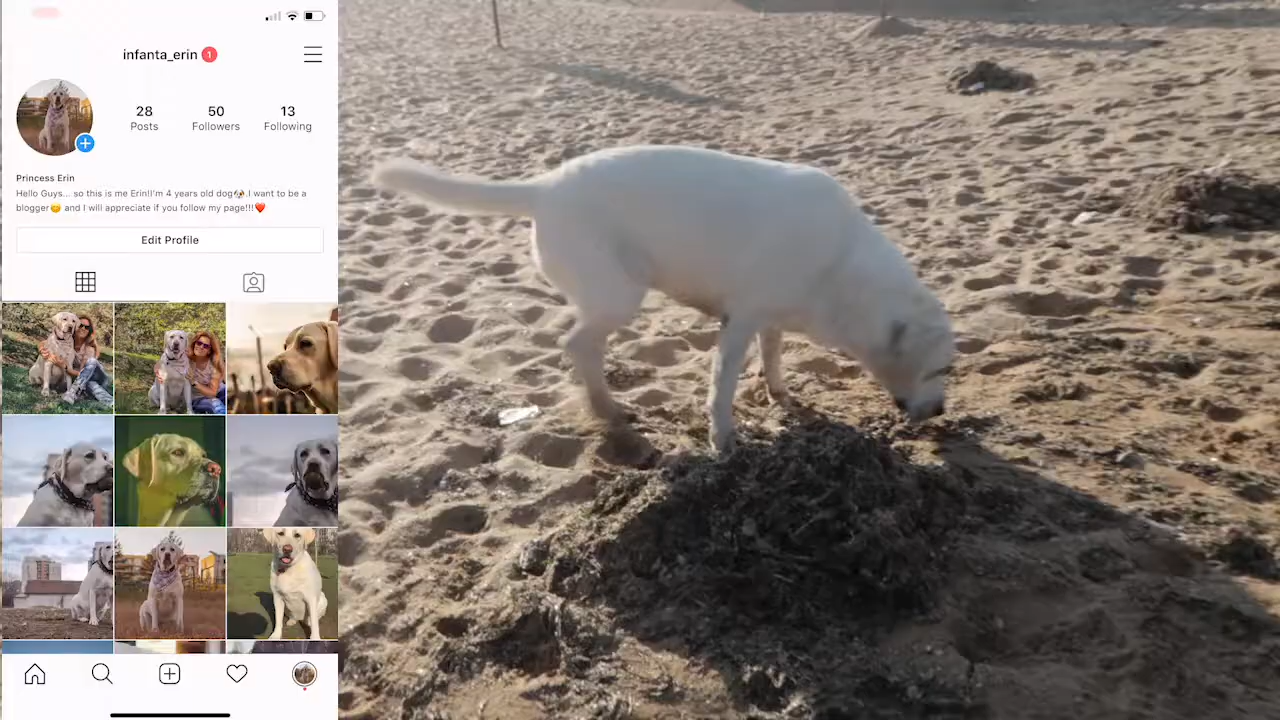 infanta_erin 1
28 50 13
Posts Followers Following
Princess Erin
Hello Guys... so this is me Erin!I'm 4 years old dog🐶.I want to be a
blogger😊 and I will appreciate if you follow my page!!!❤️
Edit Profile